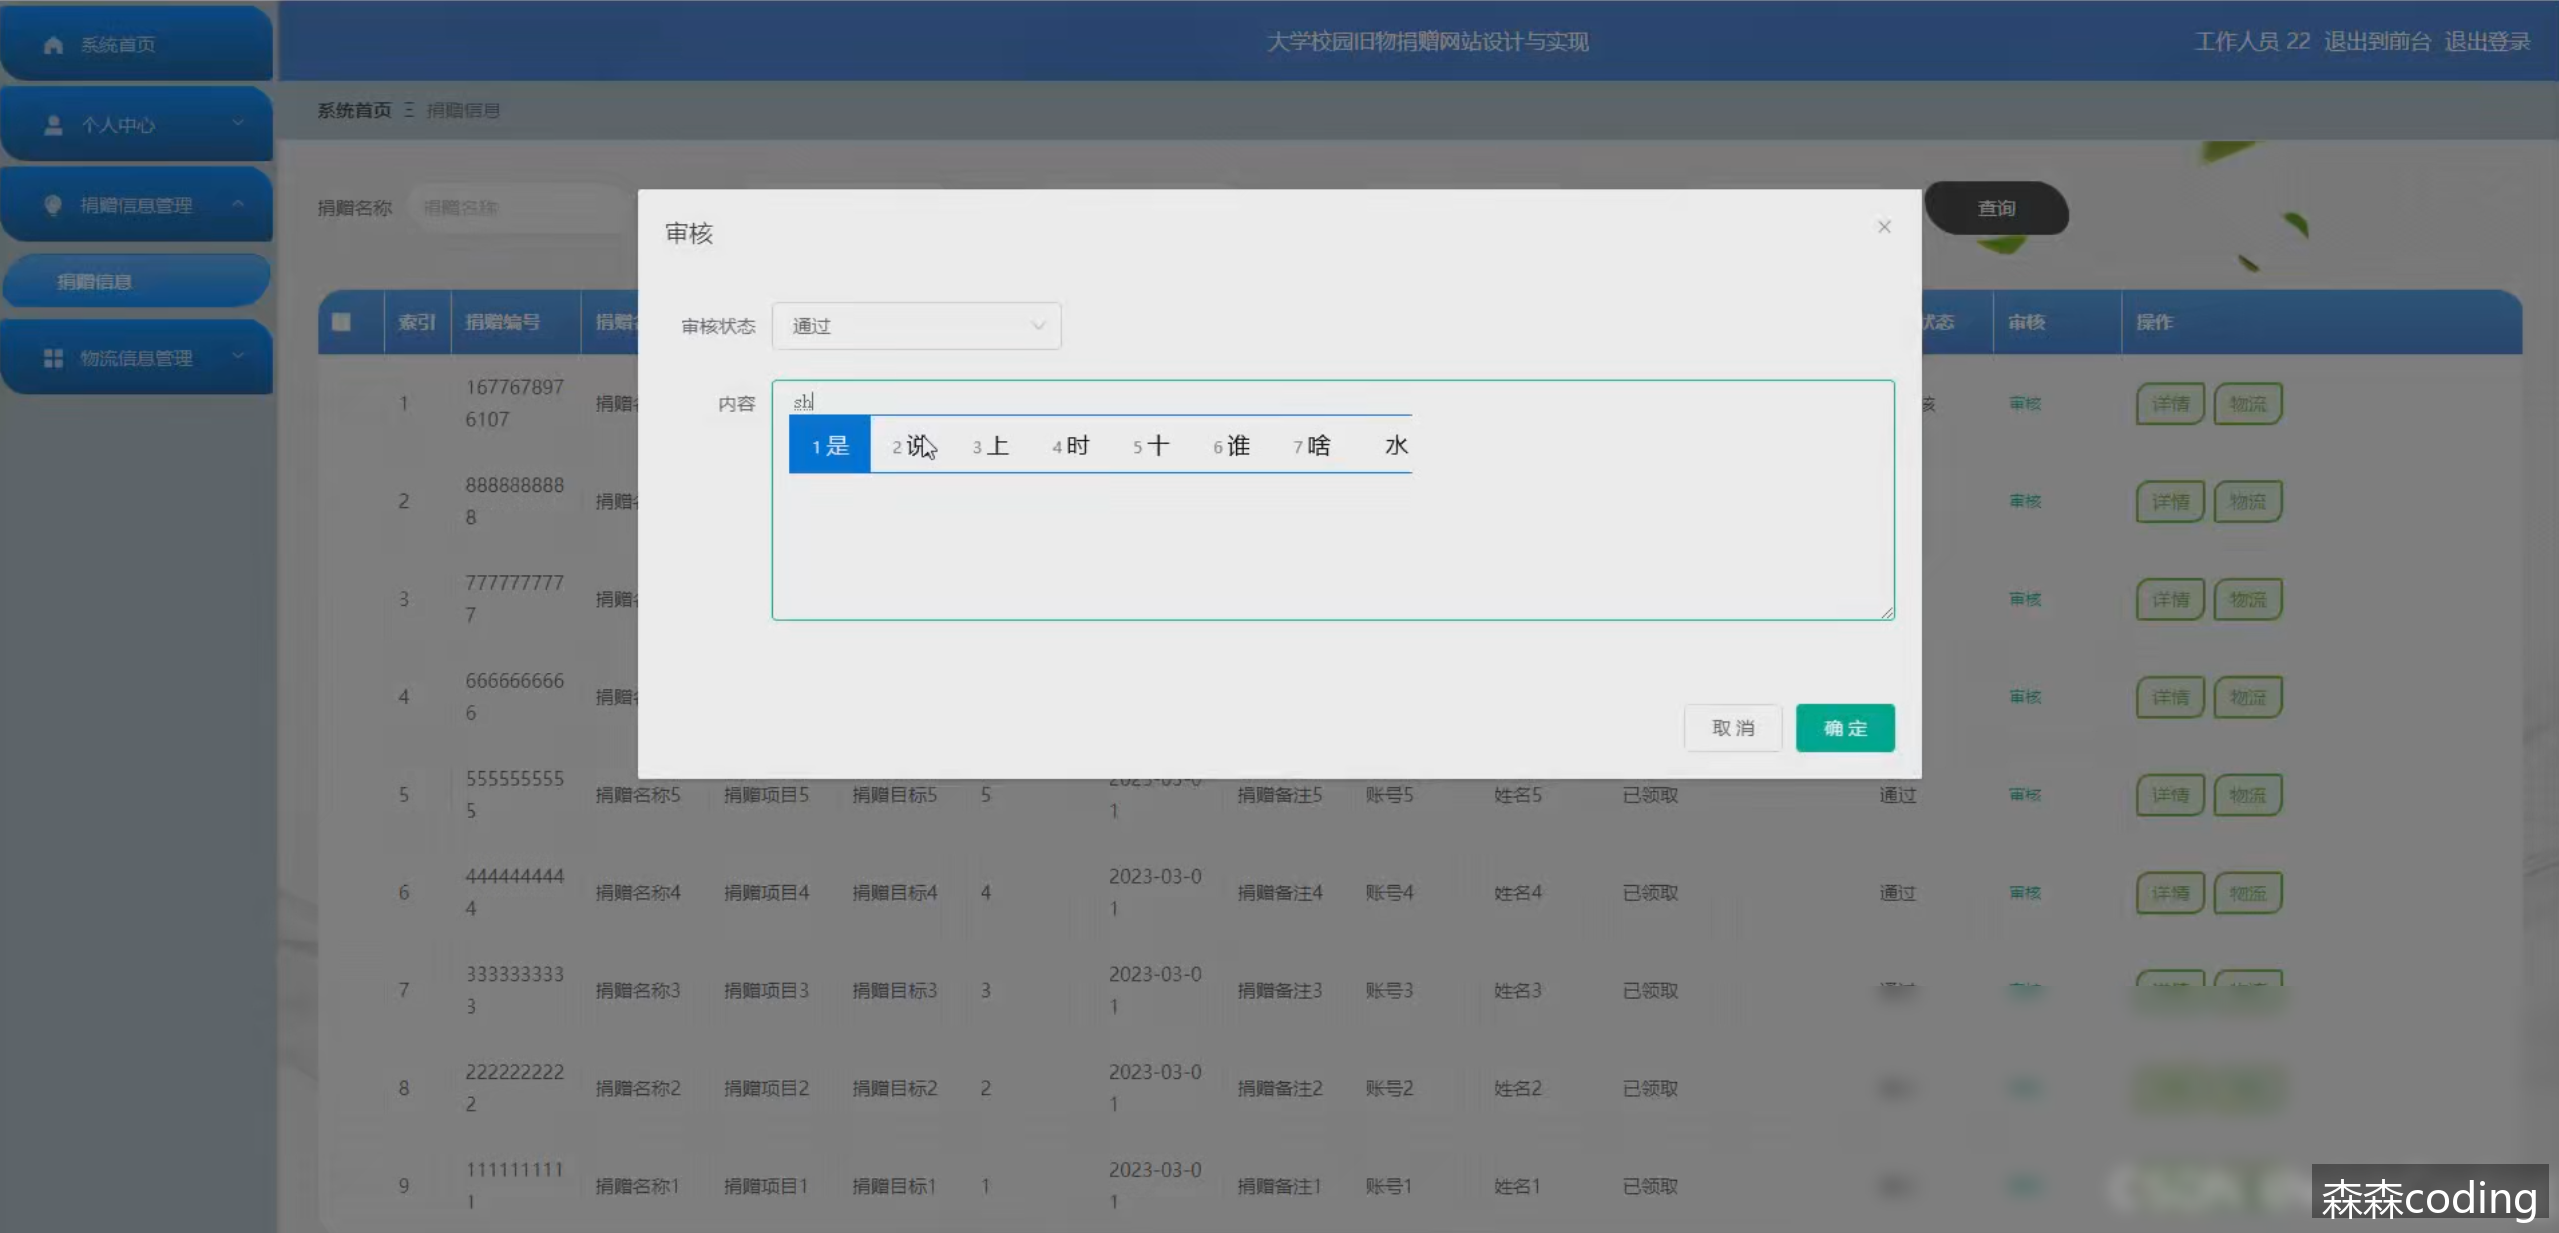 系统首页
个人中心
捐赠信息管理
捐赠信息
物流信息管理
大学校园旧物捐赠网站设计与实现
工作人员 22 退出到前台 退出登录
系统首页 捐赠信息
捐赠名称 捐赠名称 查询
审核
审核状态 通过
内容 sh
1 是 2 说 3 上 4 时 5 十 6 谁 7 啥 水
取消 确定
索引 捐赠编号 捐赠 状态 审核 操作
1 1677678976107 捐赠 核 审核 详情 物流
2 8888888888 捐赠 审核 详情 物流
3 7777777777 捐赠 审核 详情 物流
4 6666666666 捐赠 审核 详情 物流
5 5555555555 捐赠名称5 捐赠项目5 捐赠目标5 5 2023-03-01 捐赠备注5 账号5 姓名5 已领取 通过 审核 详情 物流
6 4444444444 捐赠名称4 捐赠项目4 捐赠目标4 4 2023-03-01 捐赠备注4 账号4 姓名4 已领取 通过 审核 详情 物流
7 3333333333 捐赠名称3 捐赠项目3 捐赠目标3 3 2023-03-01 捐赠备注3 账号3 姓名3 已领取
8 2222222222 捐赠名称2 捐赠项目2 捐赠目标2 2 2023-03-01 捐赠备注2 账号2 姓名2 已领取
9 1111111111 捐赠名称1 捐赠项目1 捐赠目标1 1 2023-03-01 捐赠备注1 账号1 姓名1 已领取
森森coding